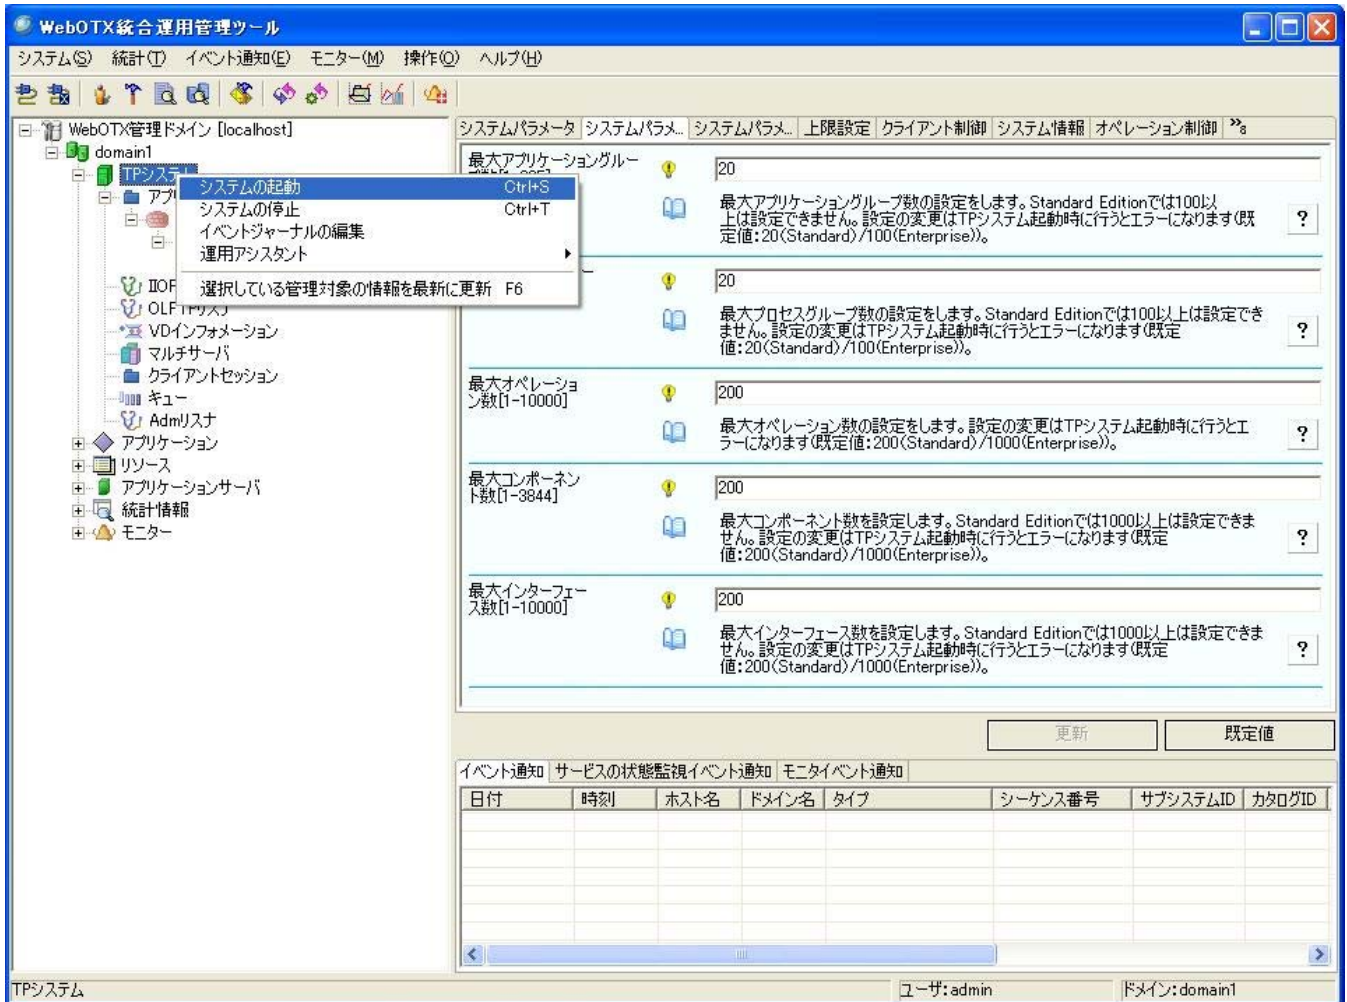 WebOTX統合運用管理ツール
システム(S) 統計(T) イベント通知(E) モニター(M) 操作(O) ヘルプ(H)
WebOTX管理ドメイン [localhost]
domain1
TPシステム
システムの起動 Ctrl+S
システムの停止 Ctrl+T
イベントジャーナルの編集
運用アシスタント
選択している管理対象の情報を最新に更新 F6
VDインフォメーション
マルチサーバ
クライアントセッション
キュー
Admリスナ
アプリケーション
リソース
アプリケーションサーバ
統計情報
モニター
システムパラメータ システムパラメ... システムパラメ... 上限設定 クライアント制御 システム情報 オペレーション制御 »8
最大アプリケーショングルー
20
最大アプリケーショングループ数の設定をします。Standard Editionでは100以
上は設定できません。設定の変更はTPシステム起動時に行うとエラーになります(既
定値:20(Standard)/100(Enterprise))。
?
20
最大プロセスグループ数の設定をします。Standard Editionでは100以上は設定でき
ません。設定の変更はTPシステム起動時に行うとエラーになります(既定
値:20(Standard)/100(Enterprise))。
?
最大オペレーショ
ン数[1-10000]
200
最大オペレーション数の設定をします。設定の変更はTPシステム起動時に行うとエ
ラーになります(既定値:200(Standard)/1000(Enterprise))。
?
最大コンポーネン
ト数[1-3844]
200
最大コンポーネント数を設定します。Standard Editionでは1000以上は設定できま
せん。設定の変更はTPシステム起動時に行うとエラーになります(既定
値:200(Standard)/1000(Enterprise))。
?
最大インターフェー
ス数[1-10000]
200
最大インターフェース数を設定します。Standard Editionでは1000以上は設定できま
せん。設定の変更はTPシステム起動時に行うとエラーになります(既定
値:200(Standard)/1000(Enterprise))。
?
更新 既定値
イベント通知 サービスの状態監視イベント通知 モニタイベント通知
日付 時刻 ホスト名 ドメイン名 タイプ シーケンス番号 サブシステムID カタログID
TPシステム ユーザ:admin ドメイン:domain1